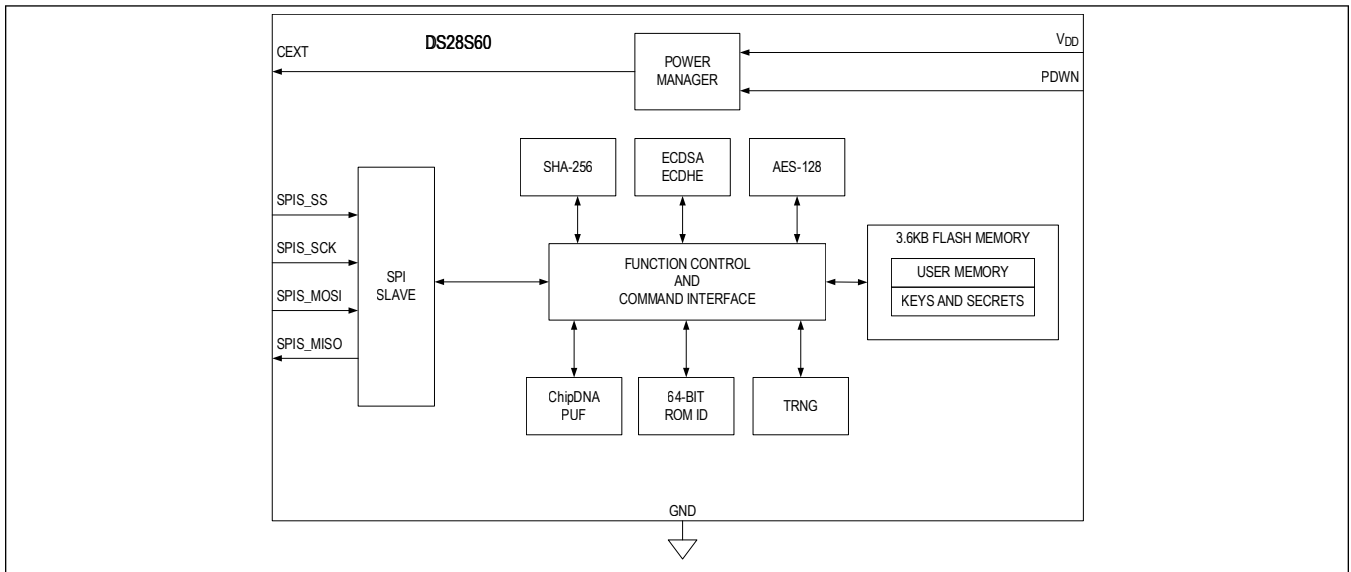 DS28S60
CEXT
VDD
POWER
MANAGER
PDWN
SHA-256
ECDSA
ECDHE
AES-128
SPIS_SS
SPIS_SCK
SPIS_MOSI
SPIS_MISO
SPI
SLAVE
FUNCTION CONTROL
AND
COMMAND INTERFACE
3.6KB FLASH MEMORY
USER MEMORY
KEYS AND SECRETS
ChipDNA
PUF
64-BIT
ROM ID
TRNG
GND